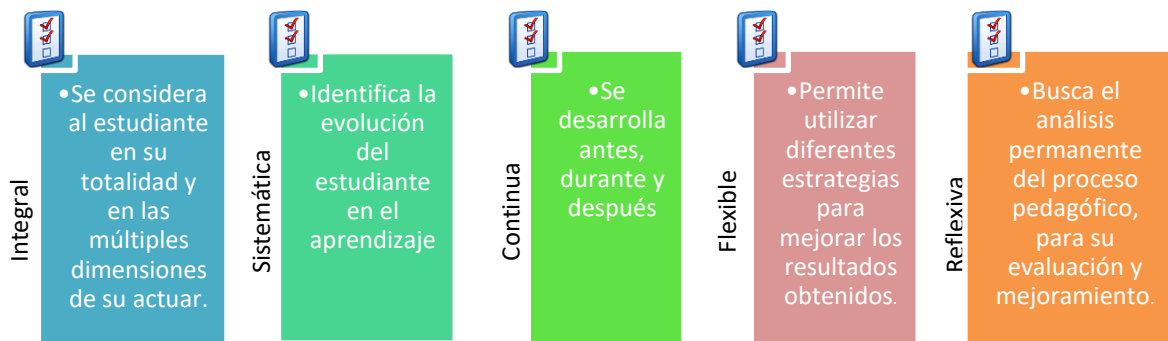 Integral
•Se considera
al estudiante
en su
totalidad y
en las
múltiples
dimensiones
de su actuar.
Sistemática
•Identifica la
evolución
del
estudiante
en el
aprendizaje
Continua
•Se
desarrolla
antes,
durante y
después
Flexible
•Permite
utilizar
diferentes
estrategias
para
mejorar los
resultados
obtenidos.
Reflexiva
•Busca el
análisis
permanente
del proceso
pedagófico,
para su
evaluación y
mejoramiento.